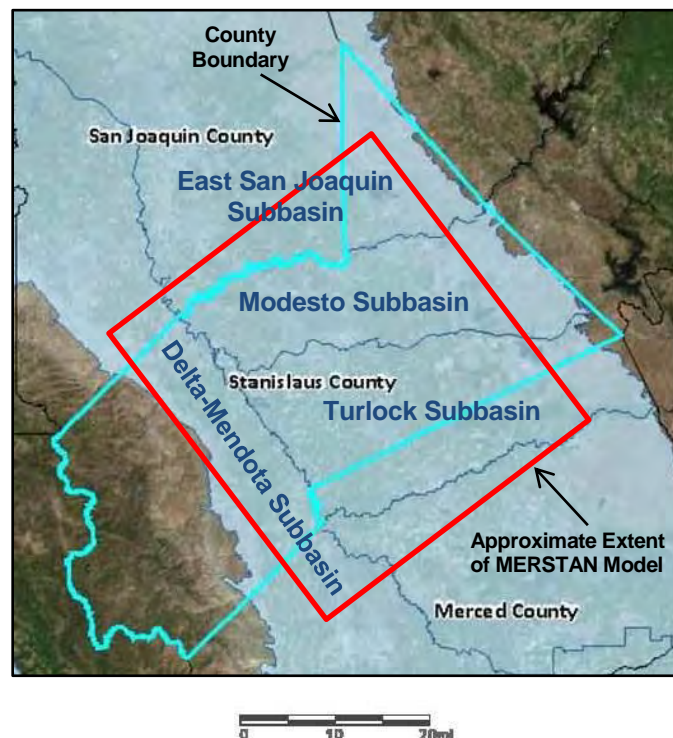 County
Boundary
San Joaquin County
East San Joaquin
Subbasin
Modesto Subbasin
Delta-Mendota Subbasin
Stanislaus County
Turlock Subbasin
Approximate Extent
of MERSTAN Model
Merced County
0 10 20mi